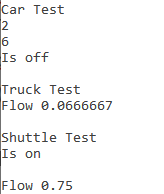 Car Test
2
6
Is off

Truck Test
Flow 0.0666667

Shuttle Test
Is on

Flow 0.75